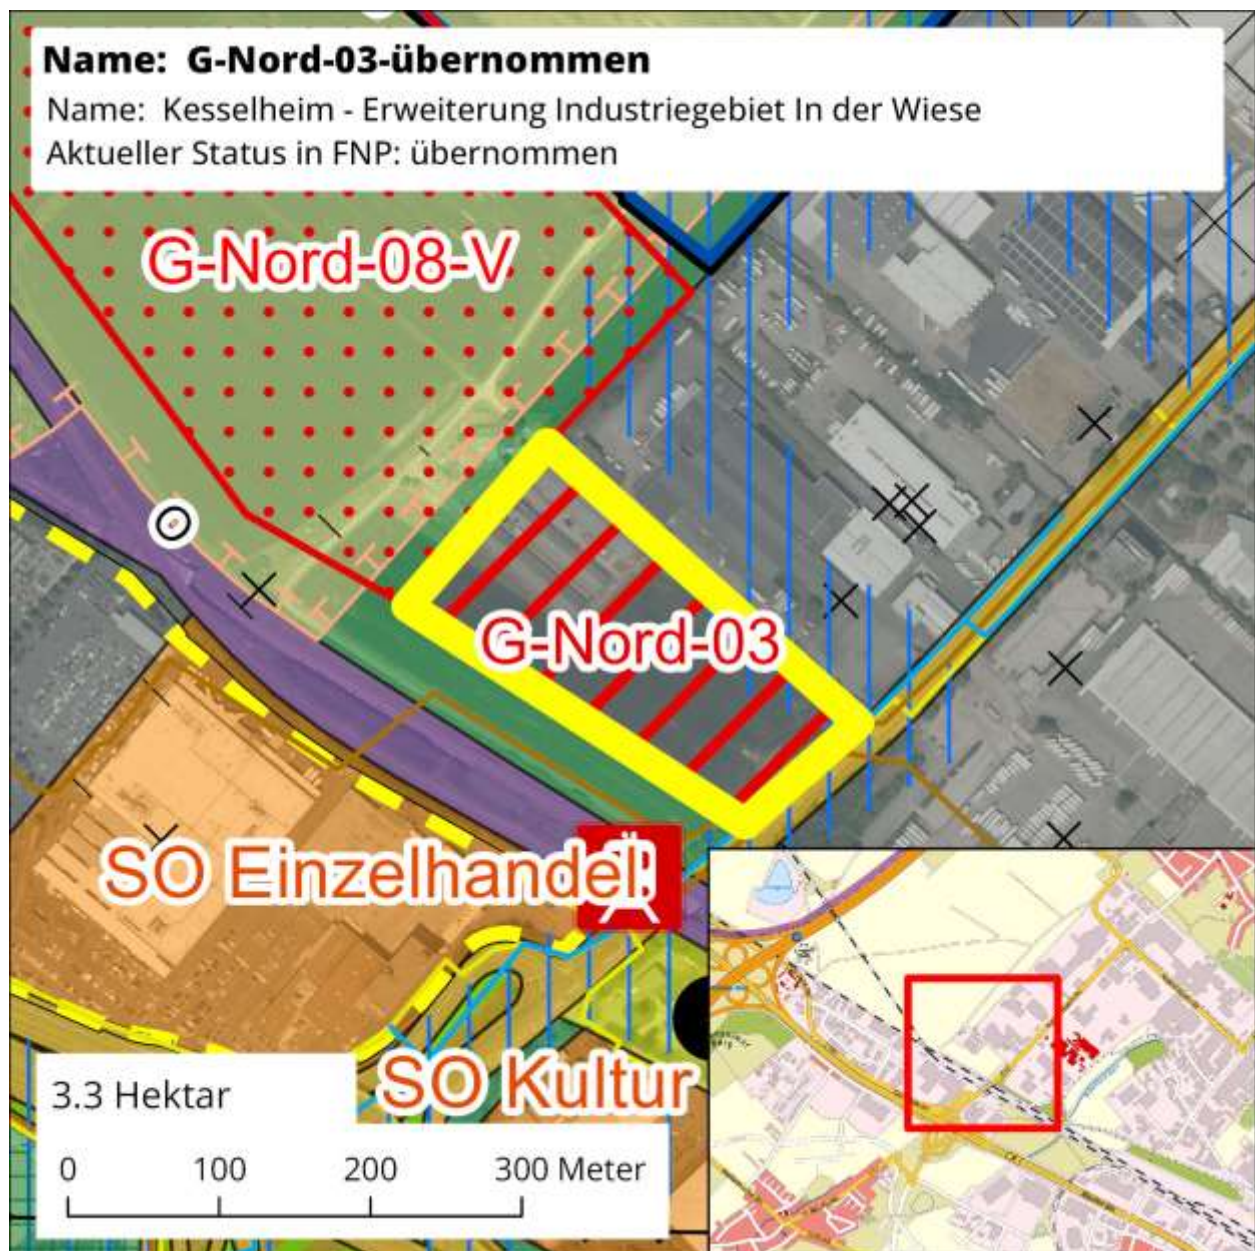 Name: G-Nord-03-übernommen
Name: Kesselheim - Erweiterung Industriegebiet In der Wiese
Aktueller Status in FNP: übernommen
G-Nord-08-V
G-Nord-03
SO Einzelhandel
SO Kultur
3.3 Hektar
0 100 200 300 Meter